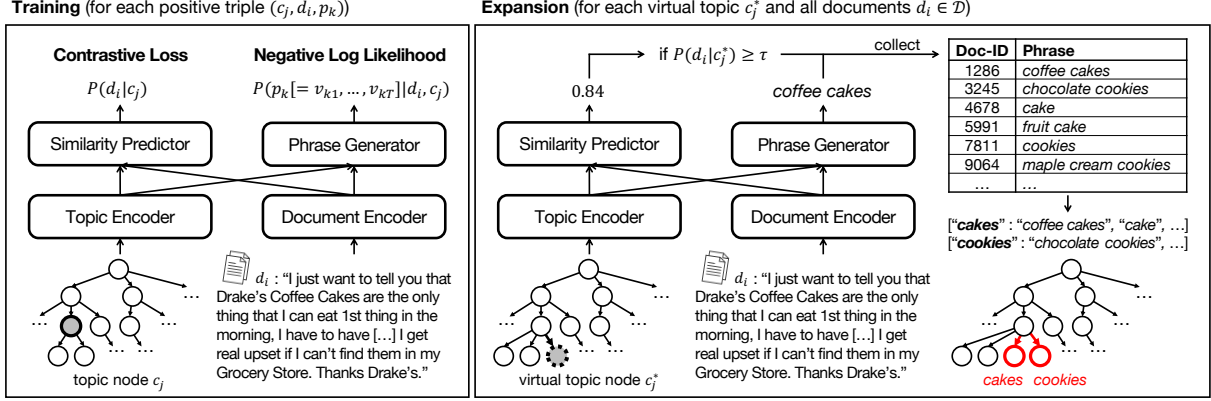 Training (for each positive triple (c_j, d_i, p_k))
Contrastive Loss
Negative Log Likelihood
P(d_i|c_j)
P(p_k[= v_k1, … , v_kT]|d_i, c_j)
Similarity Predictor
Phrase Generator
Topic Encoder
Document Encoder
...
...
...
...
...
topic node c_j
d_i : “I just want to tell you that
Drake’s Coffee Cakes are the only
thing that I can eat 1st thing in the
morning, I have to have […] I get
real upset if I can’t find them in my
Grocery Store. Thanks Drake’s.”
Expansion (for each virtual topic c_j^* and all documents d_i ∈ D)
if P(d_i|c_j^*) ≥ τ
collect
0.84
coffee cakes
Similarity Predictor
Phrase Generator
Topic Encoder
Document Encoder
...
...
...
...
...
virtual topic node c_j^*
d_i : “I just want to tell you that
Drake’s Coffee Cakes are the only
thing that I can eat 1st thing in the
morning, I have to have […] I get
real upset if I can’t find them in my
Grocery Store. Thanks Drake’s.”
Doc-ID Phrase
1286 coffee cakes
3245 chocolate cookies
4678 cake
5991 fruit cake
7811 cookies
9064 maple cream cookies
... ...
[“cakes” : “coffee cakes”, “cake”, …]
[“cookies” : “chocolate cookies”, …]
...
...
...
...
...
cakes cookies